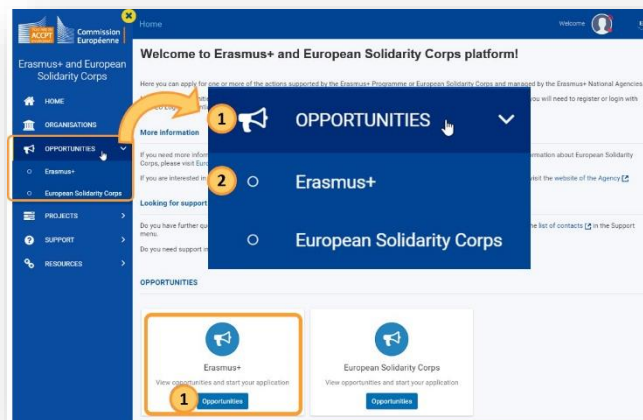 ACCPT
Commission
Européenne
Erasmus+ and European
Solidarity Corps
HOME
ORGANISATIONS
OPPORTUNITIES
Erasmus+
European Solidarity Corps
PROJECTS
SUPPORT
RESOURCES
Home
Welcome
Welcome to Erasmus+ and European Solidarity Corps platform!
Here you can apply for one or more of the actions supported by the Erasmus+ Programme or European Solidarity Corps and managed by the Erasmus+ National Agencies
you will need to register or login with
More information
If you need more
information about European Solidarity
Corps, please visit
If you are interested in
visit the website of the Agency
Looking for support
Do you have further
the list of contacts in the Support
menu.
Do you need support
1
OPPORTUNITIES
2
Erasmus+
European Solidarity Corps
OPPORTUNITIES
Erasmus+
View opportunities and start your application
1
Opportunities
European Solidarity Corps
View opportunities and start your application
Opportunities